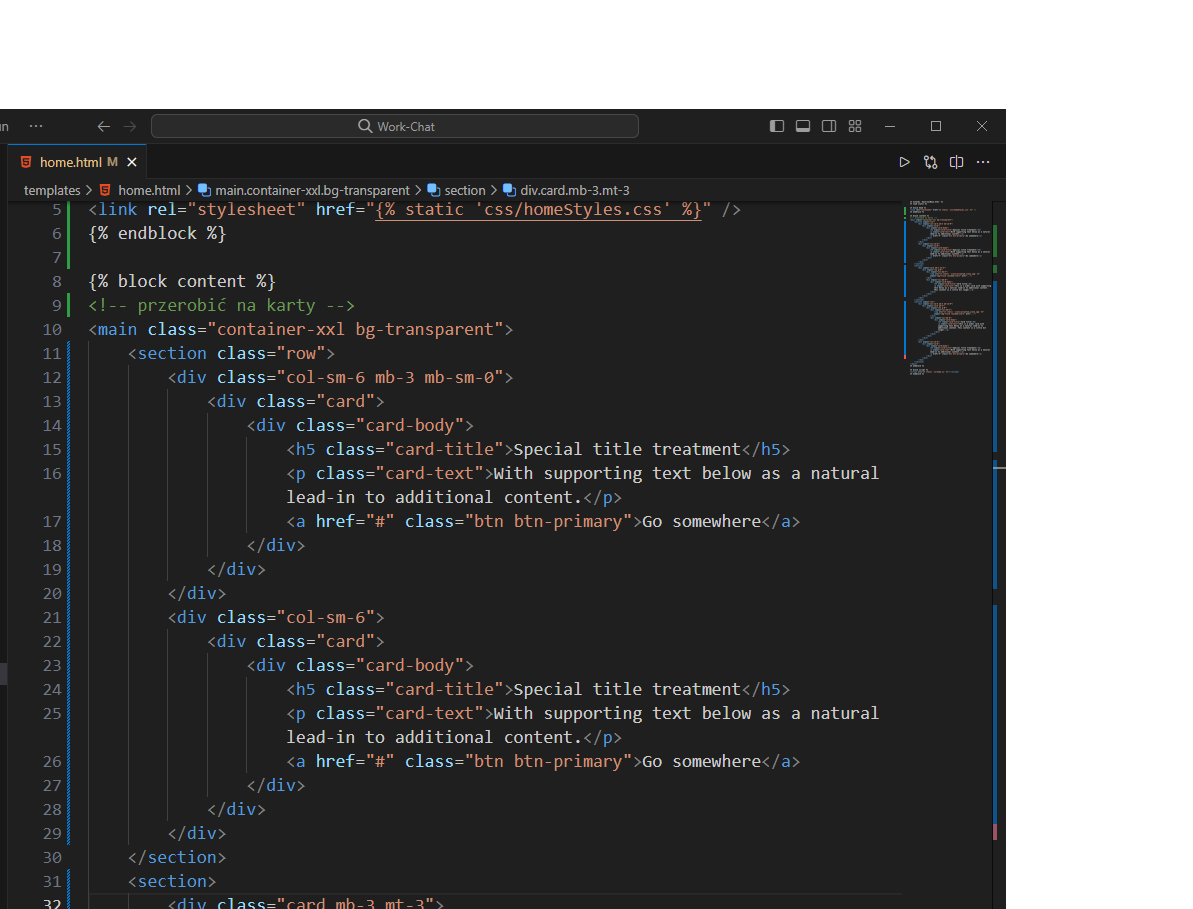 Work-Chat
home.html M
templates > home.html > main.container-xxl.bg-transparent > section > div.card.mb-3.mt-3
5 <link rel="stylesheet" href="{% static 'css/homeStyles.css' %}" />
6 {% endblock %}
7
8 {% block content %}
9 <!-- przerobić na karty -->
10 <main class="container-xxl bg-transparent">
11 <section class="row">
12 <div class="col-sm-6 mb-3 mb-sm-0">
13 <div class="card">
14 <div class="card-body">
15 <h5 class="card-title">Special title treatment</h5>
16 <p class="card-text">With supporting text below as a natural
lead-in to additional content.</p>
17 <a href="#" class="btn btn-primary">Go somewhere</a>
18 </div>
19 </div>
20 </div>
21 <div class="col-sm-6">
22 <div class="card">
23 <div class="card-body">
24 <h5 class="card-title">Special title treatment</h5>
25 <p class="card-text">With supporting text below as a natural
lead-in to additional content.</p>
26 <a href="#" class="btn btn-primary">Go somewhere</a>
27 </div>
28 </div>
29 </div>
30 </section>
31 <section>
32 <div class="card mb-3 mt-3">